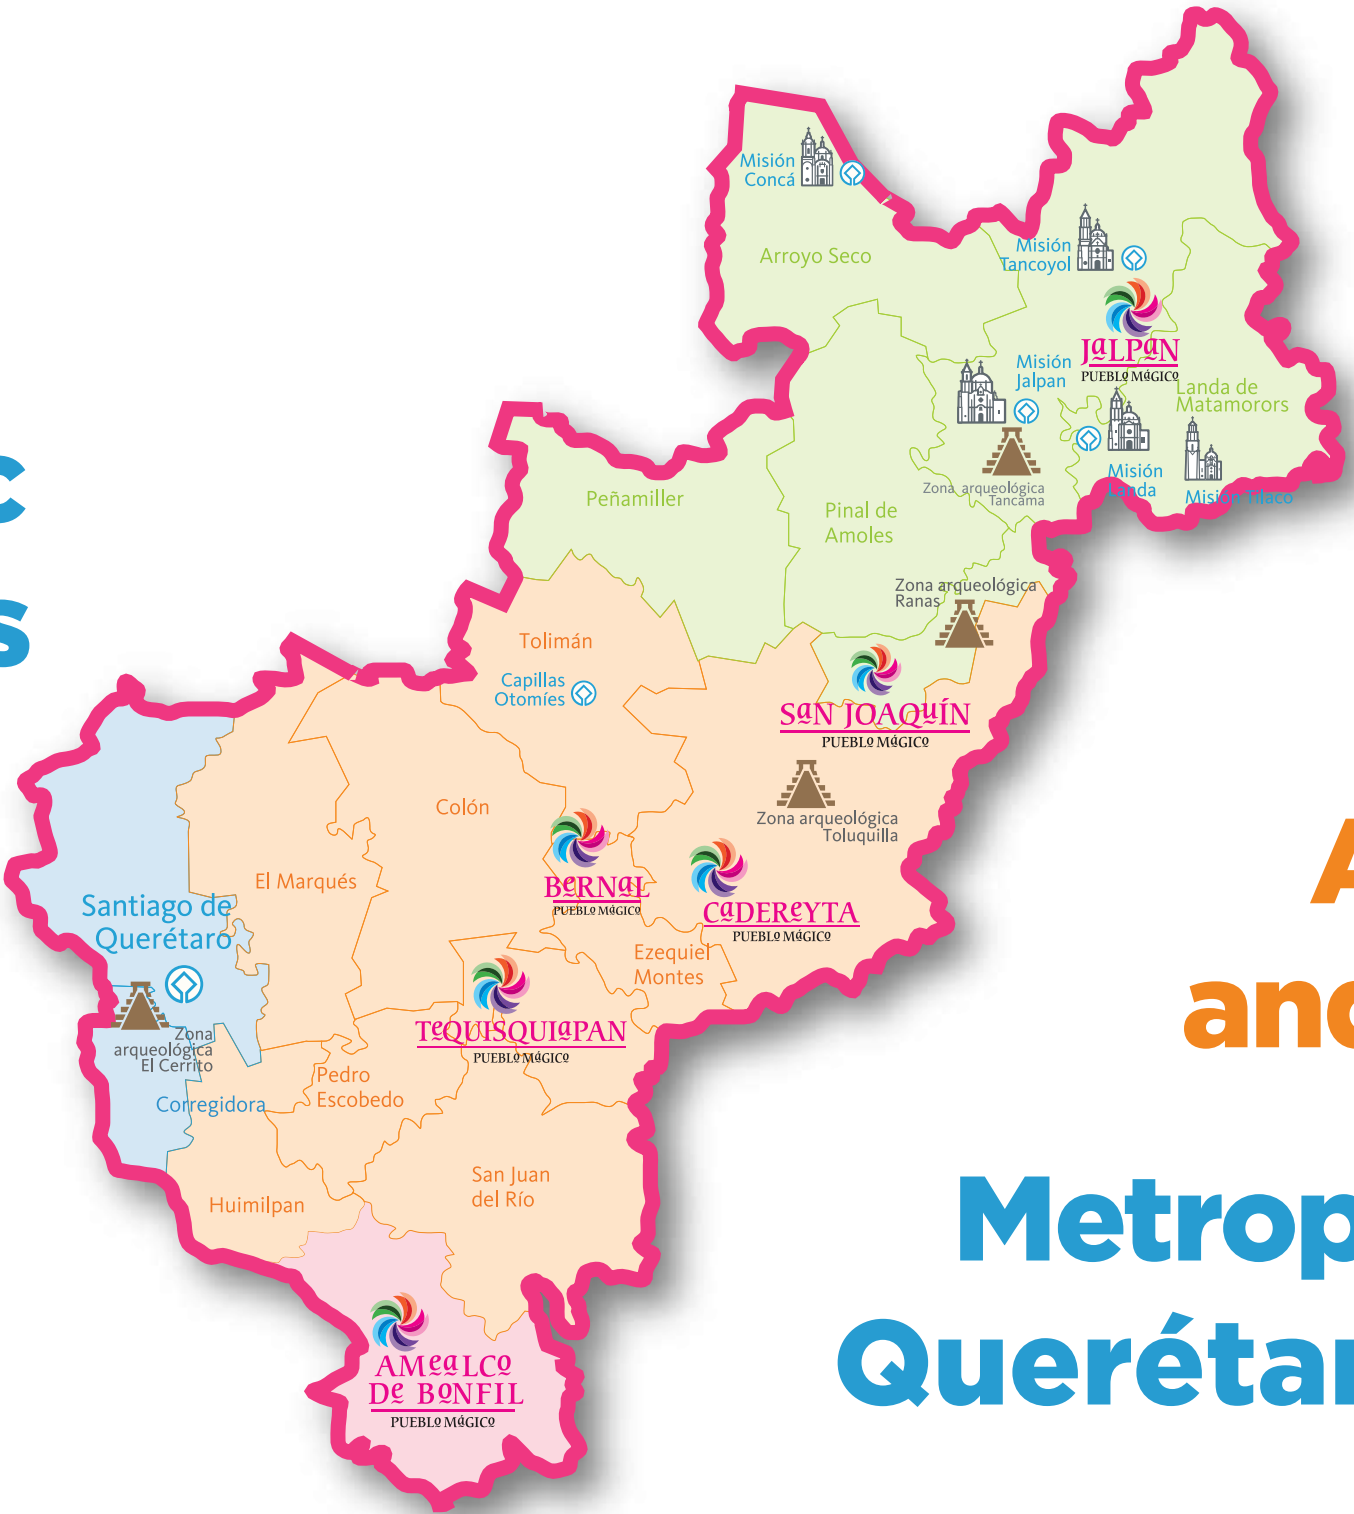 Misión
Concá
Arroyo Seco
Misión
Tancoyol
JALPAN
PUEBLO MÁGICO
Misión
Jalpan
Landa de
Matamorors
Zona arqueológica
Tancama
Misión
Landa
Misión Tilaco
Peñamiller
Pinal de
Amoles
Zona arqueológica
Ranas
Tolimán
Capillas
Otomíes
SAN JOAQUÍN
PUEBLO MÁGICO
Zona arqueológica
Toluquilla
Colón
BERNAL
PUEBLO MÁGICO
CADEREYTA
PUEBLO MÁGICO
El Marqués
Santiago de
Querétaro
Ezequiel
Montes
TEQUISQUIAPAN
PUEBLO MÁGICO
Zona
arqueológica
El Cerrito
Corregidora
Pedro
Escobedo
Huimilpan
San Juan
del Río
AMEALCO
DE BONFIL
PUEBLO MÁGICO
c
s
A
and
Metrop
Querétar